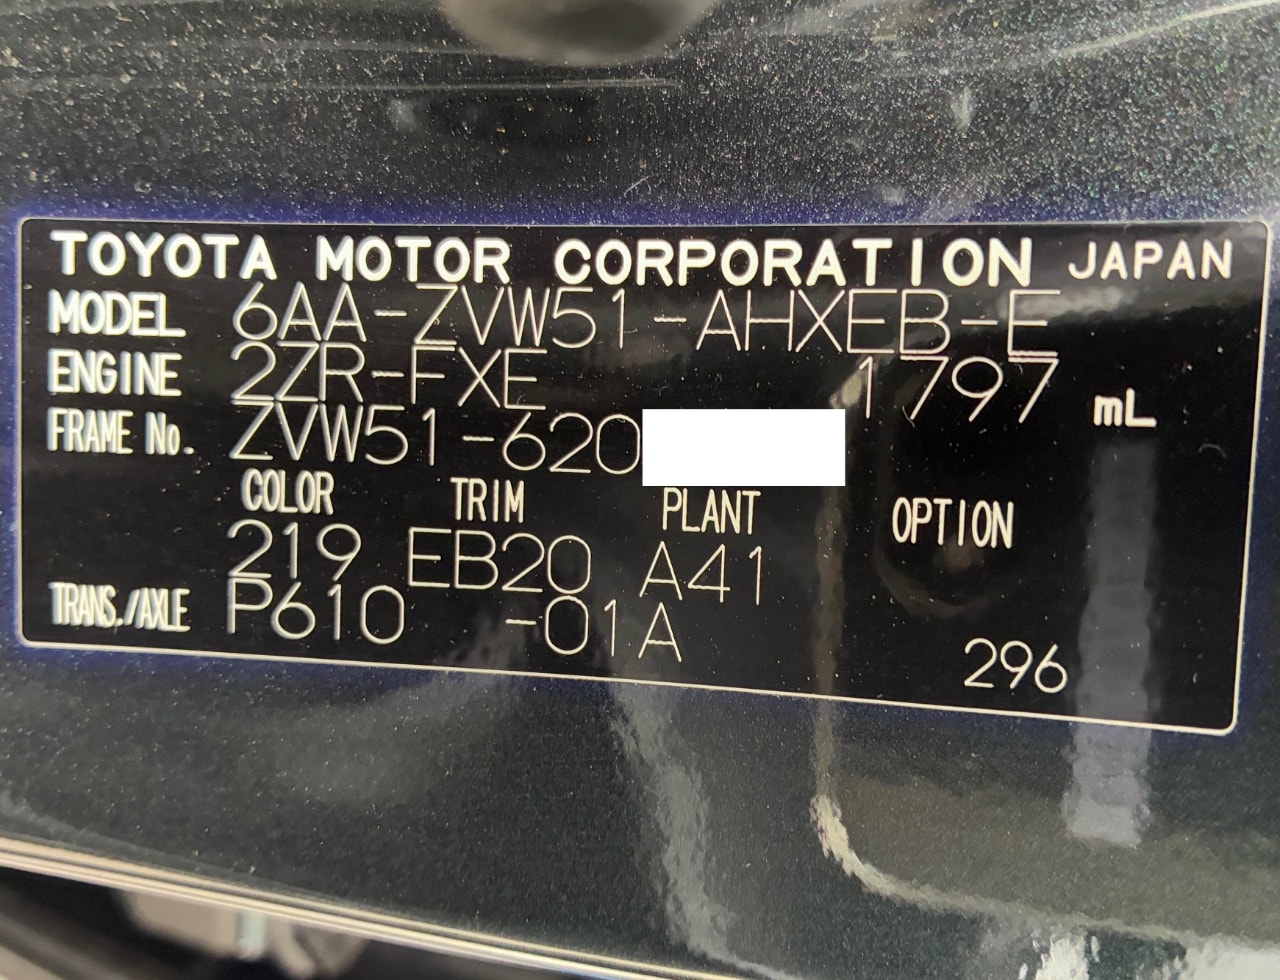 TOYOTA MOTOR CORPORATION JAPAN
MODEL 6AA-ZVW51-AHXEB-E
ENGINE 2ZR-FXE 1797 mL
FRAME No. ZVW51-620
COLOR TRIM PLANT OPTION
219 EB20 A41
TRANS./AXLE P610 -01A
296